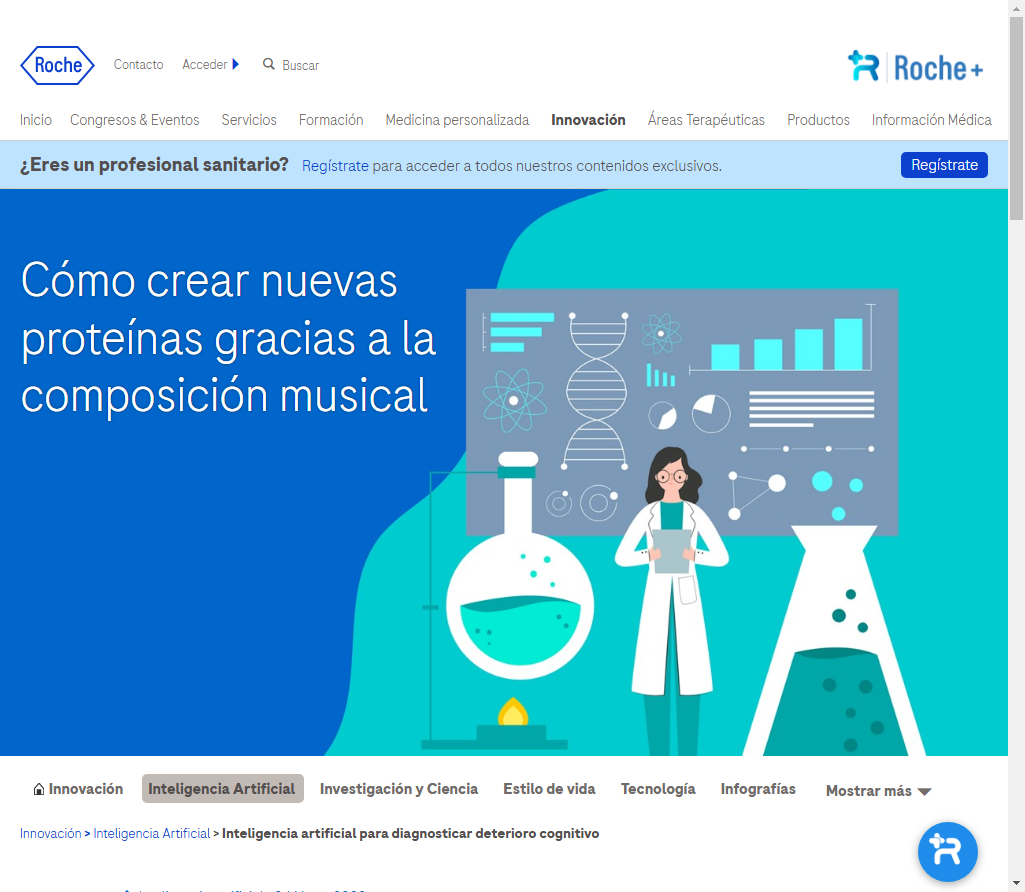 Roche
Contacto Acceder Buscar
Roche+
Inicio Congresos & Eventos Servicios Formación Medicina personalizada Innovación Áreas Terapéuticas Productos Información Médica
¿Eres un profesional sanitario? Regístrate para acceder a todos nuestros contenidos exclusivos. Regístrate
Cómo crear nuevas
proteínas gracias a la
composición musical
Innovación Inteligencia Artificial Investigación y Ciencia Estilo de vida Tecnología Infografías Mostrar más
Innovación > Inteligencia Artificial > Inteligencia artificial para diagnosticar deterioro cognitivo